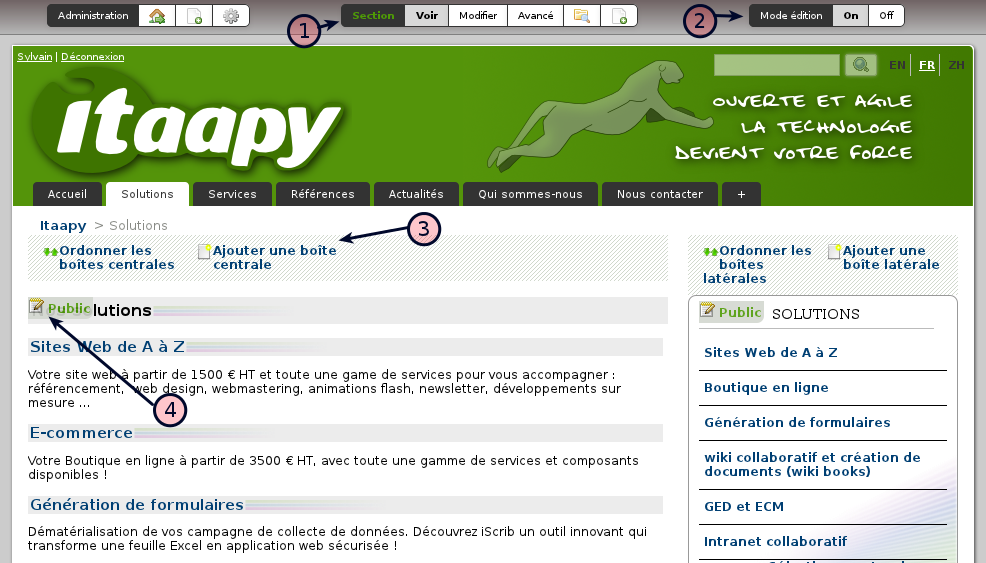 Administration
1
Section Voir Modifier Avancé
2
Mode édition On Off
Sylvain | Déconnexion
EN FR ZH
itaapy
OUVERTE ET AGILE
LA TECHNOLOGIE
DEVIENT VOTRE FORCE
Accueil Solutions Services Références Actualités Qui sommes-nous Nous contacter +
Itaapy > Solutions
3
Ordonner les
boîtes centrales
Ajouter une boîte
centrale
Ordonner les
boîtes
latérales
Ajouter une
boîte latérale
Public lutions
Public SOLUTIONS
Sites Web de A à Z
Votre site web à partir de 1500 € HT et toute une game de services pour vous accompagner :
référencement, web design, webmastering, animations flash, newsletter, développements sur
mesure ...
4
E-commerce
Votre Boutique en ligne à partir de 3500 € HT, avec toute une gamme de services et composants
disponibles !
Génération de formulaires
Dématérialisation de vos campagne de collecte de données. Découvrez iScrib un outil innovant qui
transforme une feuille Excel en application web sécurisée !
Sites Web de A à Z
Boutique en ligne
Génération de formulaires
wiki collaboratif et création de
documents (wiki books)
GED et ECM
Intranet collaboratif